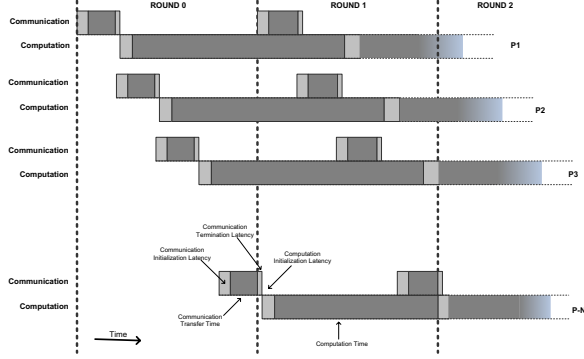 ROUND 0 ROUND 1 ROUND 2
Communication
Computation
P1
Communication
Computation
P2
Communication
Computation
P3
Communication
Termination Latency
Communication
Initialization Latency
Computation
Initialization Latency
Communication
Computation
P-N
Communication
Transfer Time
Time
Computation Time